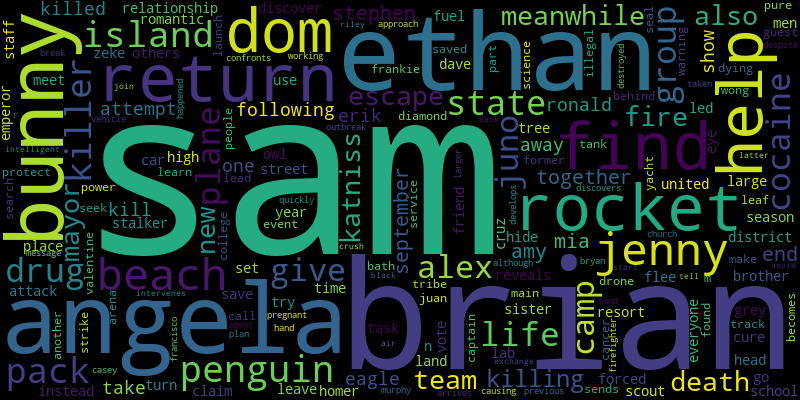 killed
relationship
romantic
discover
stephen
fuel
meanwhile
also
pure
men
guest
despite
staff
island
dom
ethan
group
seal
warning
show
zeke
others
launch
approach
riley
working
confronts
break
join
meet
return
use
science
dave
saved
part
illegal
destroyed
behind
taken
dying
wong
bunny
killer
attempt
following
escape
state
ronald
led
help
cocaine
emperor
intelligent
vehicle
happened
outbreak
frankie
diamond
erik
people
fire
eye
protect
plane
car
high
tree
away
find
tank
former
latter
learn
one
owl
street
sam
katniss
juno
together
yacht
united
large
leaf
season
search
power
seek
kill
stalker
new
lead
college
year
event
quickly
september
service
friend
larger
back
rocket
discovers
district
mayor
place
message
valentine
crush
cruz
hide
mia
church
end
although
develops
drug
beach
set
give
bath
black
alex
amy
jenny
bryan
start
flee
tell
m
make
avoid
brother
attack
arena
intervenes
save
try
time
tribe
juan
reveals
drone
resort
grey
track
cure
becomes
another
strike
francisco
call
agent
pregnant
hand
plan
task
air
main
sister
camp
boat
everyone
found
angela
brian
life
captain
vote
n
land
lab
exchange
career
firefighter
head
pack
casey
penguin
eagle
team
killing
forced
death
go
instead
take
turn
claim
leave
homer
murphy
arrives
causing
previous
sends
scout
school